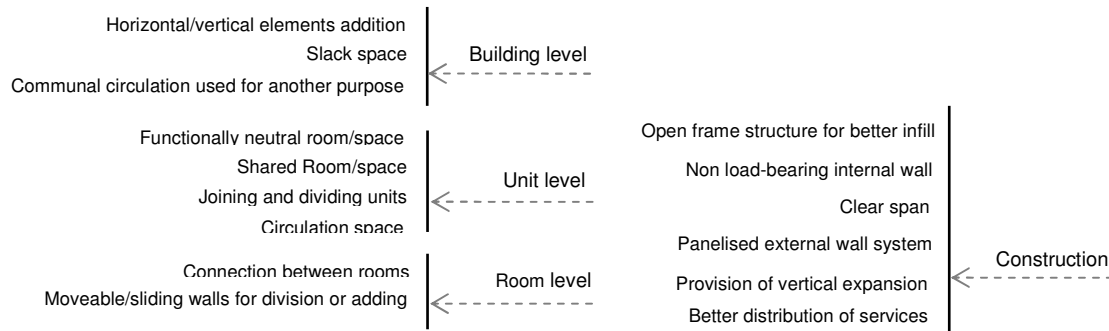 Horizontal/vertical elements addition
Slack space
Communal circulation used for another purpose
Building level
Functionally neutral room/space
Shared Room/space
Joining and dividing units
Circulation space
Unit level
Connection between rooms
Moveable/sliding walls for division or adding
Room level
Open frame structure for better infill
Non load-bearing internal wall
Clear span
Panelised external wall system
Provision of vertical expansion
Better distribution of services
Construction